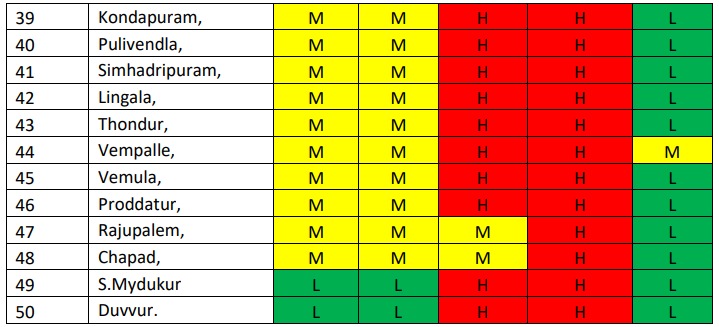 39 Kondapuram, M M H H L
40 Pulivendla, M M H H L
41 Simhadripuram, M M H H L
42 Lingala, M M H H L
43 Thondur, M M H H L
44 Vempalle, M M H H M
45 Vemula, M M H H L
46 Proddatur, M M H H L
47 Rajupalem, M M M H L
48 Chapad, M M M H L
49 S.Mydukur L L H H L
50 Duvvur. L L H H L